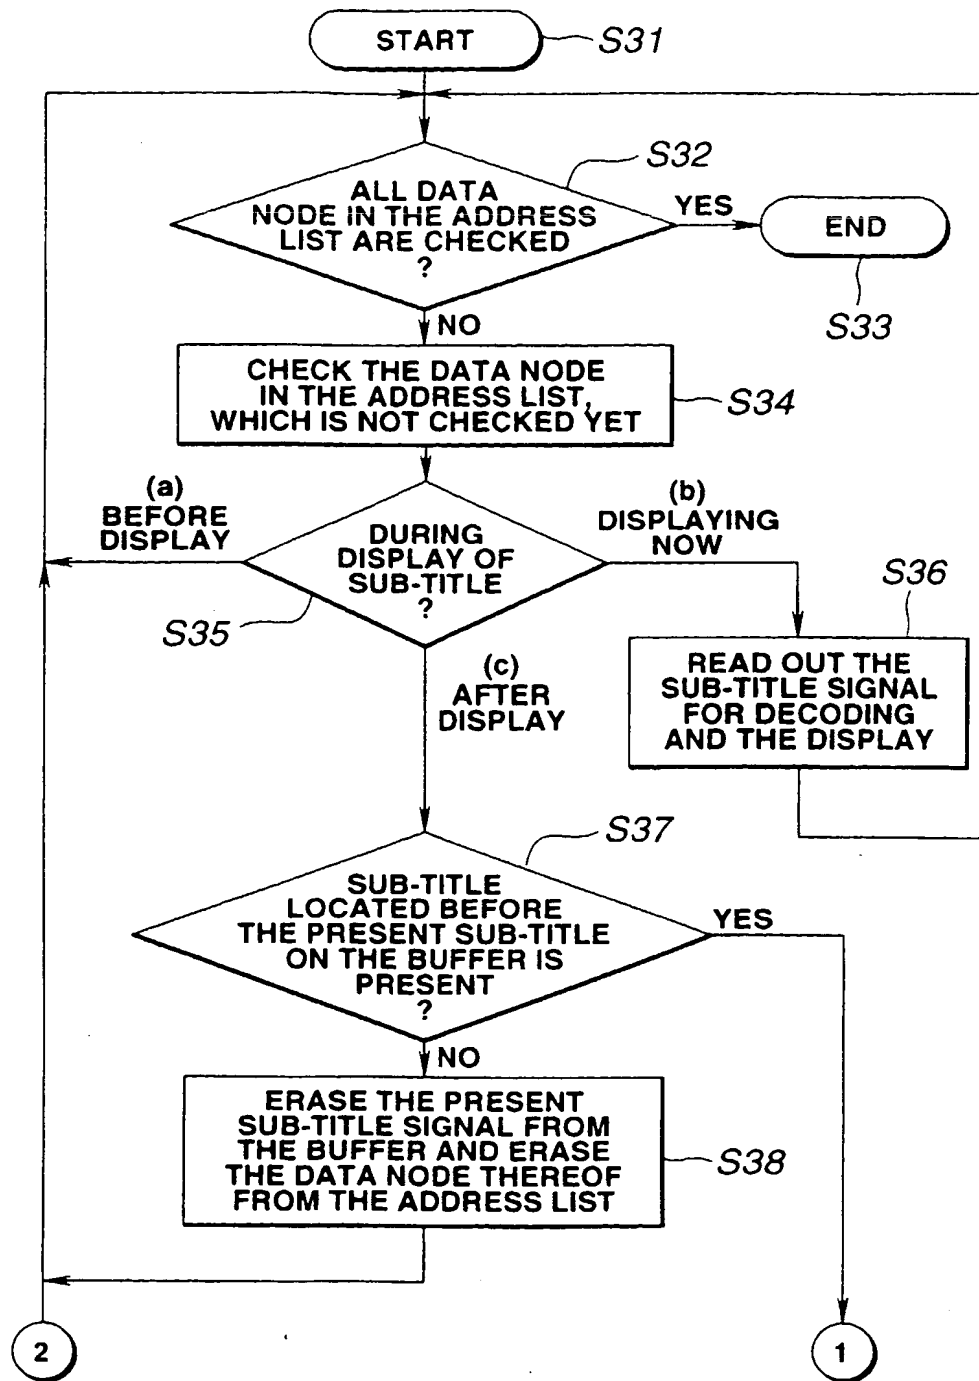 START
S31
S32
ALL DATA
NODE IN THE ADDRESS
LIST ARE CHECKED
?
YES
END
S33
NO
CHECK THE DATA NODE
IN THE ADDRESS LIST,
WHICH IS NOT CHECKED YET
S34
(a)
BEFORE
DISPLAY
DURING
DISPLAY OF
SUB-TITLE
?
S35
(b)
DISPLAYING
NOW
S36
READ OUT THE
SUB-TITLE SIGNAL
FOR DECODING
AND THE DISPLAY
(c)
AFTER
DISPLAY
S37
SUB-TITLE
LOCATED BEFORE
THE PRESENT SUB-TITLE
ON THE BUFFER IS
PRESENT
?
YES
NO
ERASE THE PRESENT
SUB-TITLE SIGNAL FROM
THE BUFFER AND ERASE
THE DATA NODE THEREOF
FROM THE ADDRESS LIST
S38
2
1